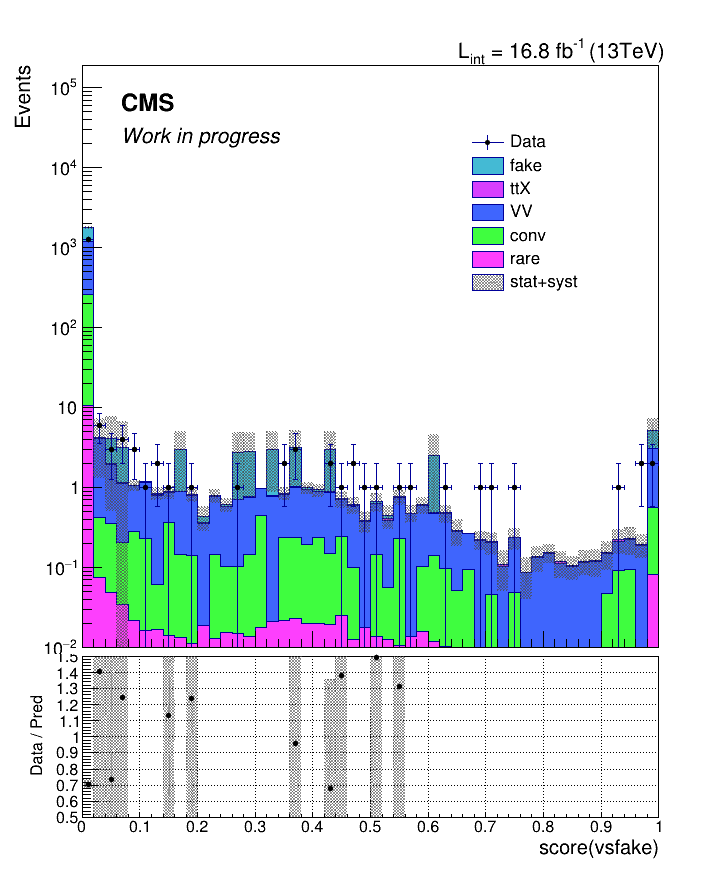 L_int = 16.8 fb^-1 (13TeV)
Events
CMS
Work in progress
Data
fake
ttX
VV
conv
rare
stat+syst
10^5
10^4
10^3
10^2
10
1
10^-1
10^-2
Data / Pred
1.5
1.4
1.3
1.2
1.1
1
0.9
0.8
0.7
0.6
0.5
0 0.1 0.2 0.3 0.4 0.5 0.6 0.7 0.8 0.9 1
score(vsfake)